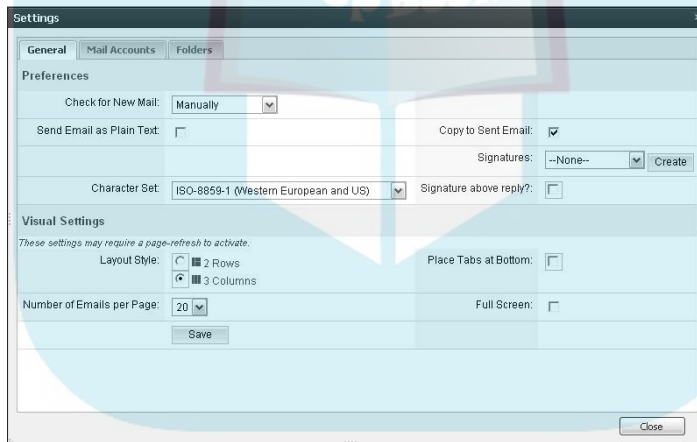 Settings
General Mail Accounts Folders
Preferences
Check for New Mail: Manually
Send Email as Plain Text: Copy to Sent Email:
Signatures: --None-- Create
Character Set: ISO-8859-1 (Western European and US) Signature above reply?:
Visual Settings
These settings may require a page-refresh to activate.
Layout Style: 2 Rows Place Tabs at Bottom:
3 Columns
Number of Emails per Page: 20 Full Screen:
Save
Close